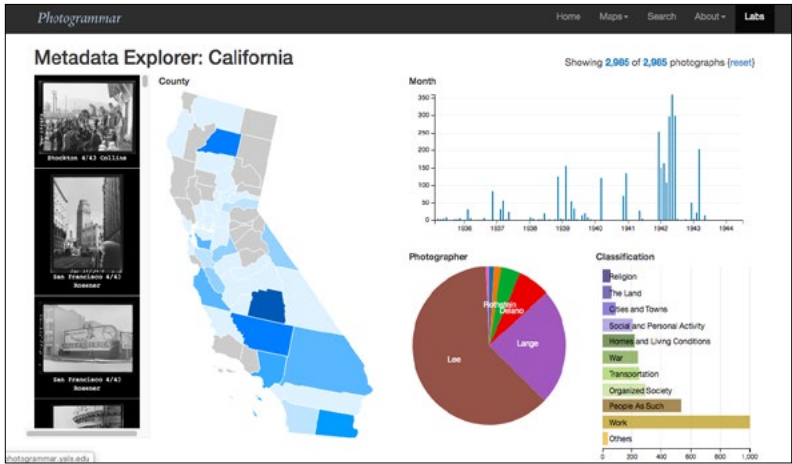 Photogrammar
Home Maps Search About Labs
Metadata Explorer: California
Showing 2,985 of 2,985 photographs (reset)
County
Month
Stockton 4/43 Collins
San Francisco 4/43
Rosener
San Francisco 4/43
Rosener
350
300
250
200
150
100
50
0
1936 1937 1938 1939 1940 1941 1942 1943 1944
Photographer
Rothstein
Delano
Lange
Lee
Classification
Religion
The Land
Cities and Towns
Social and Personal Activity
Homes and Living Conditions
War
Transportation
Organized Society
People As Such
Work
Others
0 200 400 600 800 1,000
photogrammar.yale.edu